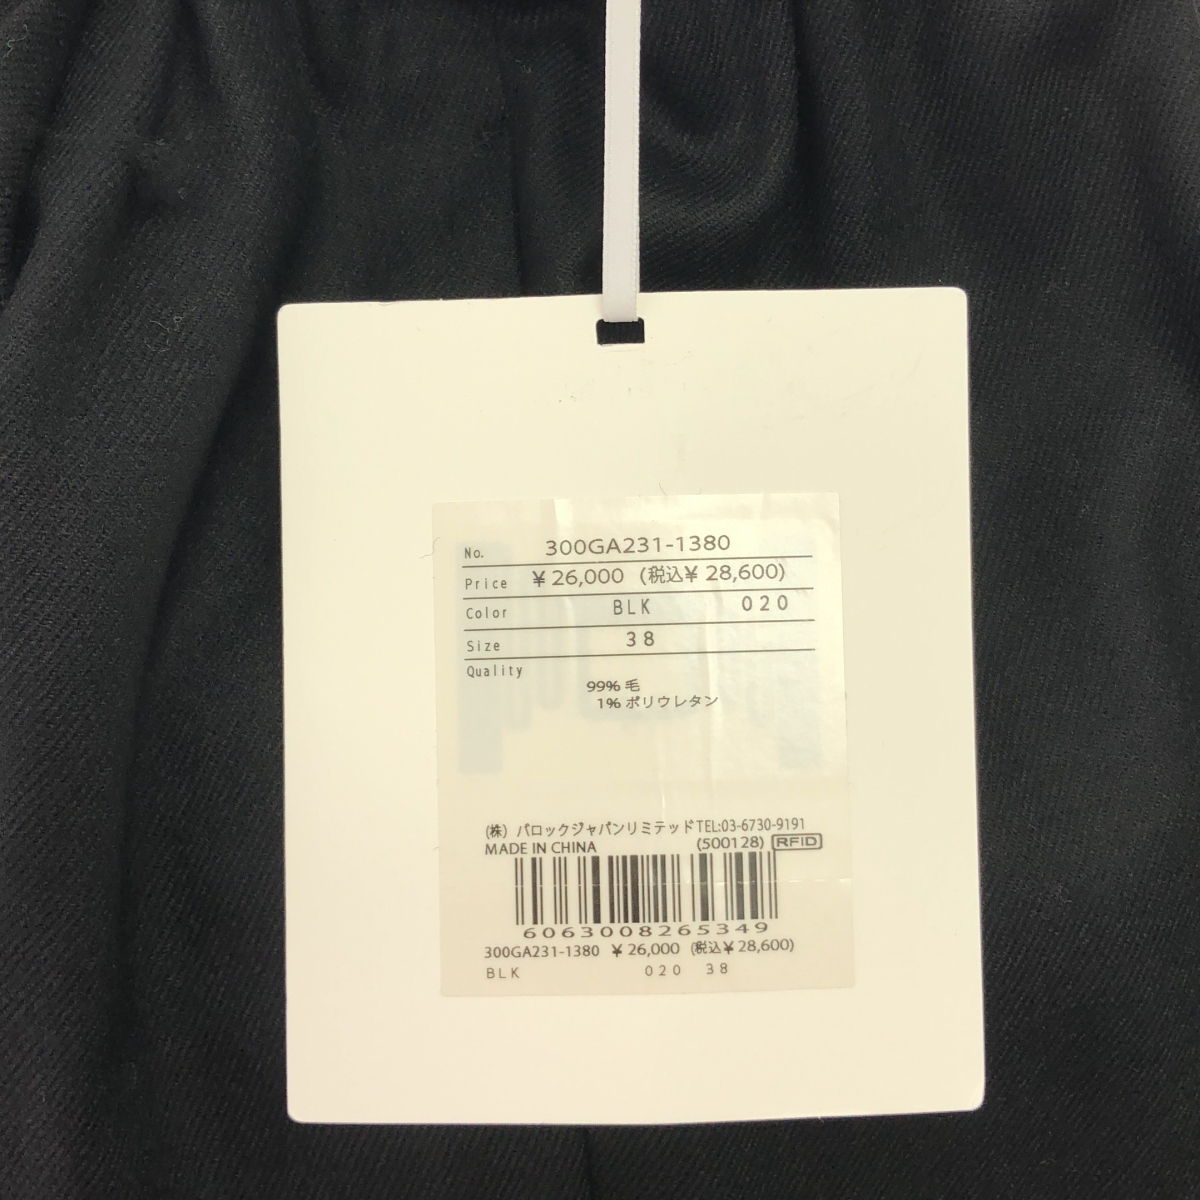 No. 300GA231-1380
Price ¥26,000 (税込¥28,600)
Color BLK 020
Size 38
Quality
99% 毛
1% ポリウレタン
(株) バロックジャパンリミテッドTEL:03-6730-9191
MADE IN CHINA (500128) RFID
6063008265349
300GA231-1380 ¥26,000 (税込¥28,600)
BLK 020 38